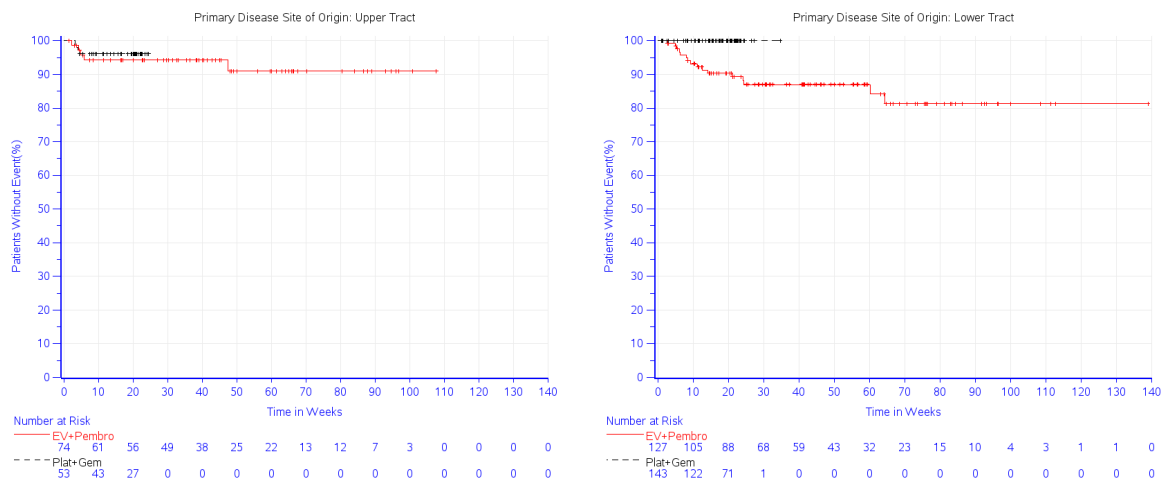 Primary Disease Site of Origin: Upper Tract
Patients Without Event(%)
100
90
80
70
60
50
40
30
20
10
0
0 10 20 30 40 50 60 70 80 90 100 110 120 130 140
Time in Weeks
Number at Risk
EV+Pembro
74 61 56 49 38 25 22 13 12 7 3 0 0 0 0
Plat+Gem
53 43 27 0 0 0 0 0 0 0 0 0 0 0 0
Primary Disease Site of Origin: Lower Tract
Patients Without Event(%)
100
90
80
70
60
50
40
30
20
10
0
0 10 20 30 40 50 60 70 80 90 100 110 120 130 140
Time in Weeks
Number at Risk
EV+Pembro
127 105 88 68 59 43 32 23 15 10 4 3 1 1 0
Plat+Gem
143 122 71 1 0 0 0 0 0 0 0 0 0 0 0